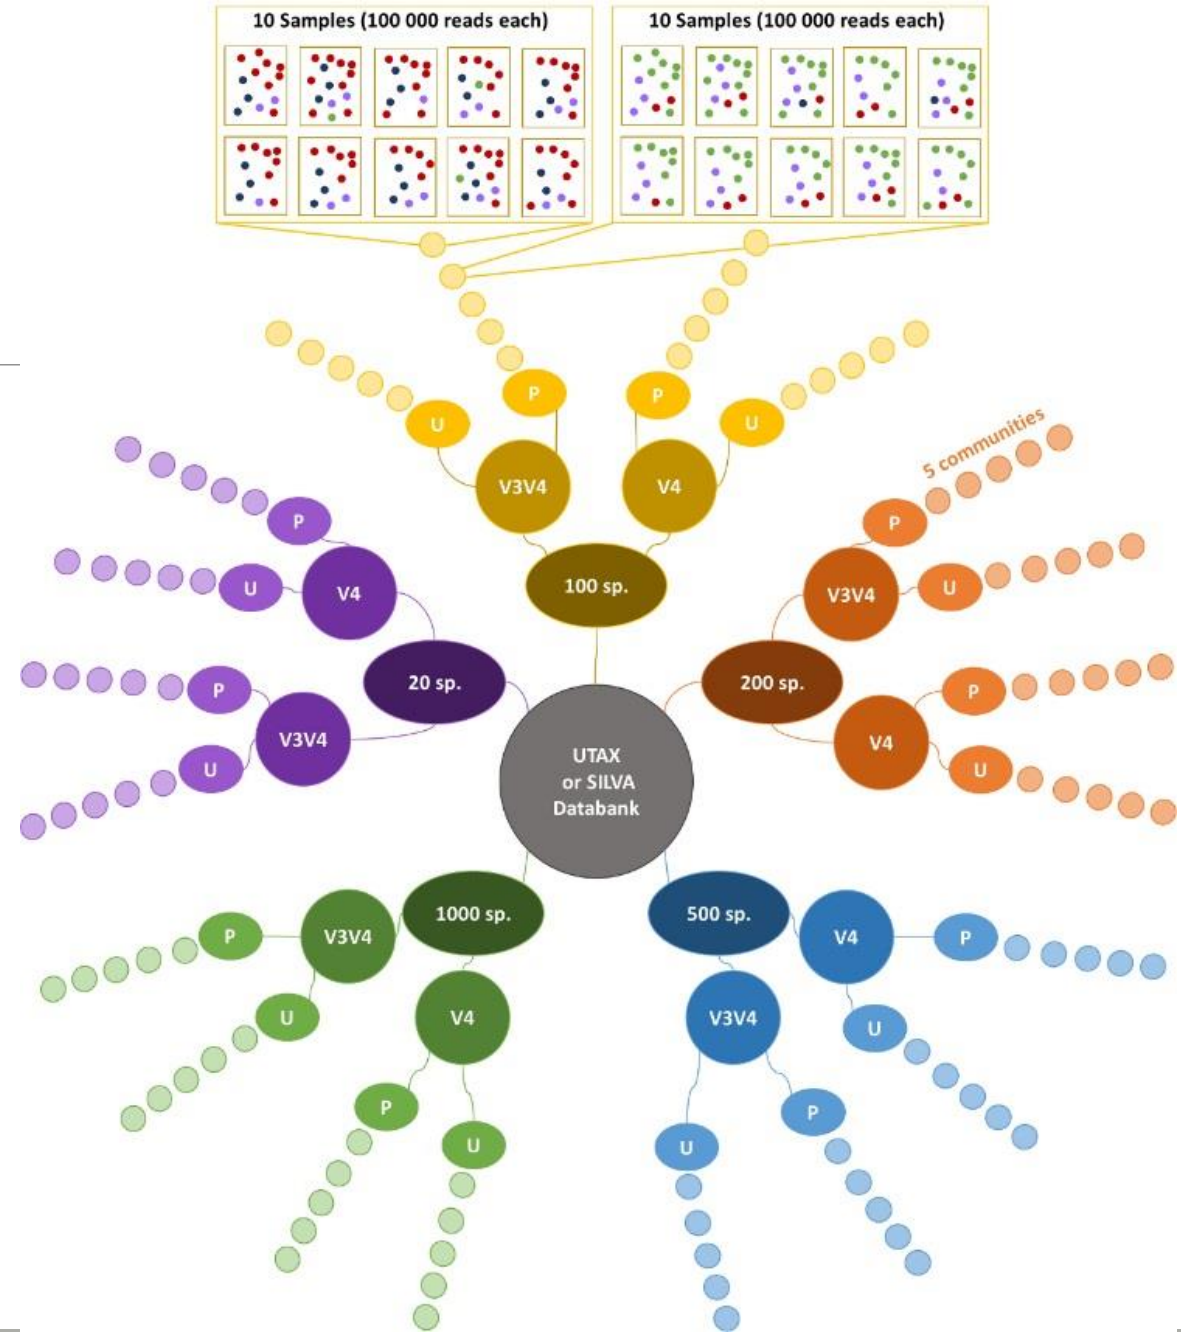 10 Samples (100 000 reads each)
10 Samples (100 000 reads each)
P
P
U
U
V3V4
V4
5 communities
P
P
100 sp.
U
V4
V3V4
U
20 sp.
200 sp.
P
P
V3V4
V4
U
U
UTAX
or SILVA
Databank
1000 sp.
500 sp.
P
V3V4
V4
P
U
V4
V3V4
U
P
P
U
U